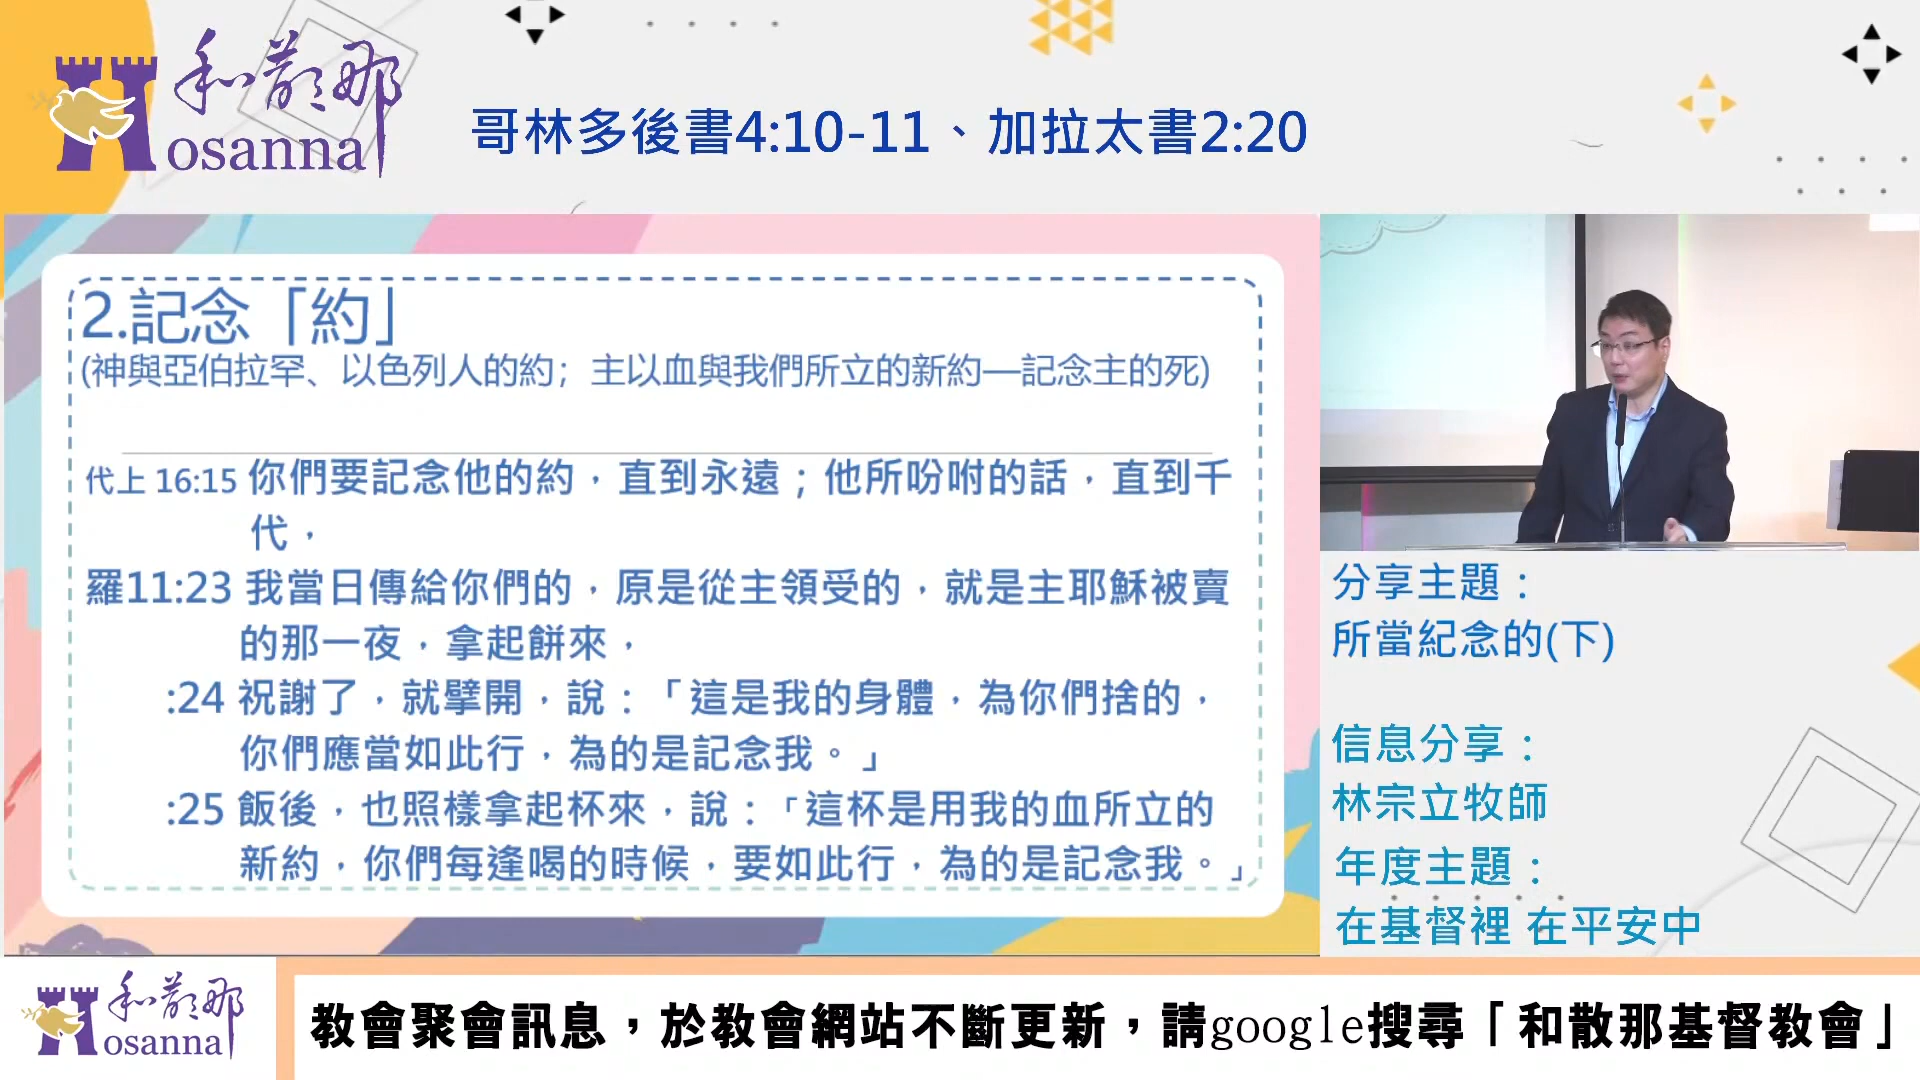 和散那
Hosanna
哥林多後書4:10-11、加拉太書2:20
2.記念「約」
(神與亞伯拉罕、以色列人的約；主以血與我們所立的新約—記念主的死)
代上 16:15 你們要記念他的約，直到永遠；他所吩咐的話，直到千
代，
羅11:23 我當日傳給你們的，原是從主領受的，就是主耶穌被賣
的那一夜，拿起餅來，
:24 祝謝了，就擘開，說：「這是我的身體，為你們捨的，
你們應當如此行，為的是記念我。」
:25 飯後，也照樣拿起杯來，說：「這杯是用我的血所立的
新約，你們每逢喝的時候，要如此行，為的是記念我。」
分享主題：
所當紀念的(下)
信息分享：
林宗立牧師
年度主題：
在基督裡 在平安中
和散那
Hosanna
教會聚會訊息，於教會網站不斷更新，請google搜尋「和散那基督教會」